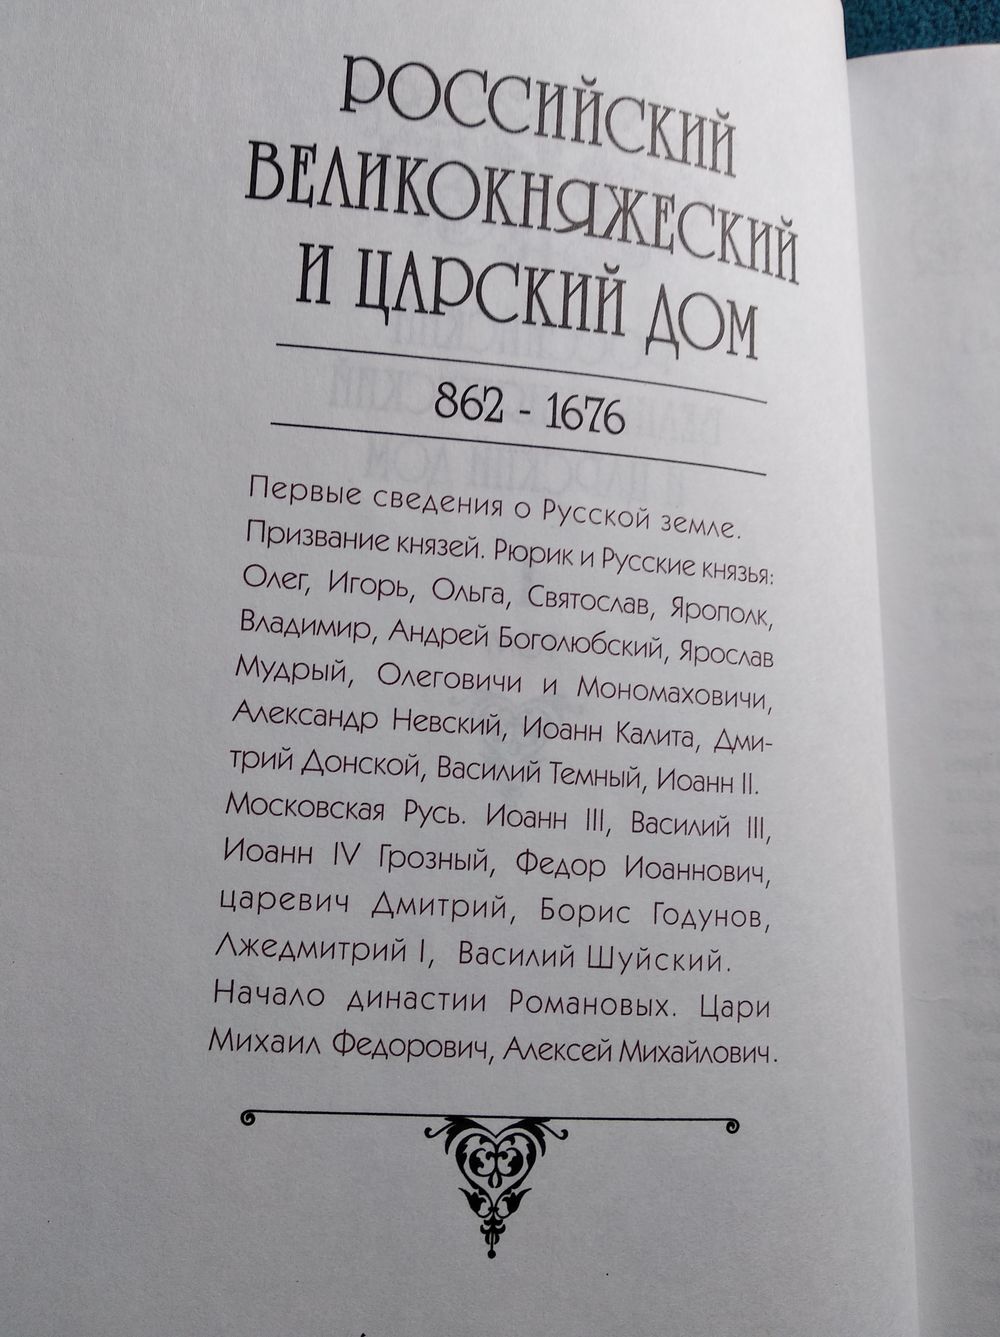 РОССИЙСКИЙ
ВЕЛИКОКНЯЖЕСКИЙ
И ЦАРСКИЙ ДОМ
862 - 1676
Первые сведения о Русской земле.
Призвание князей. Рюрик и Русские князья:
Олег, Игорь, Ольга, Святослав, Ярополк,
Владимир, Андрей Боголюбский, Ярослав
Мудрый, Олеговичи и Мономаховичи,
Александр Невский, Иоанн Калита, Дми-
трий Донской, Василий Темный, Иоанн II.
Московская Русь. Иоанн III, Василий III,
Иоанн IV Грозный, Федор Иоаннович,
царевич Дмитрий, Борис Годунов,
Лжедмитрий I, Василий Шуйский.
Начало династии Романовых. Цари
Михаил Федорович, Алексей Михайлович.